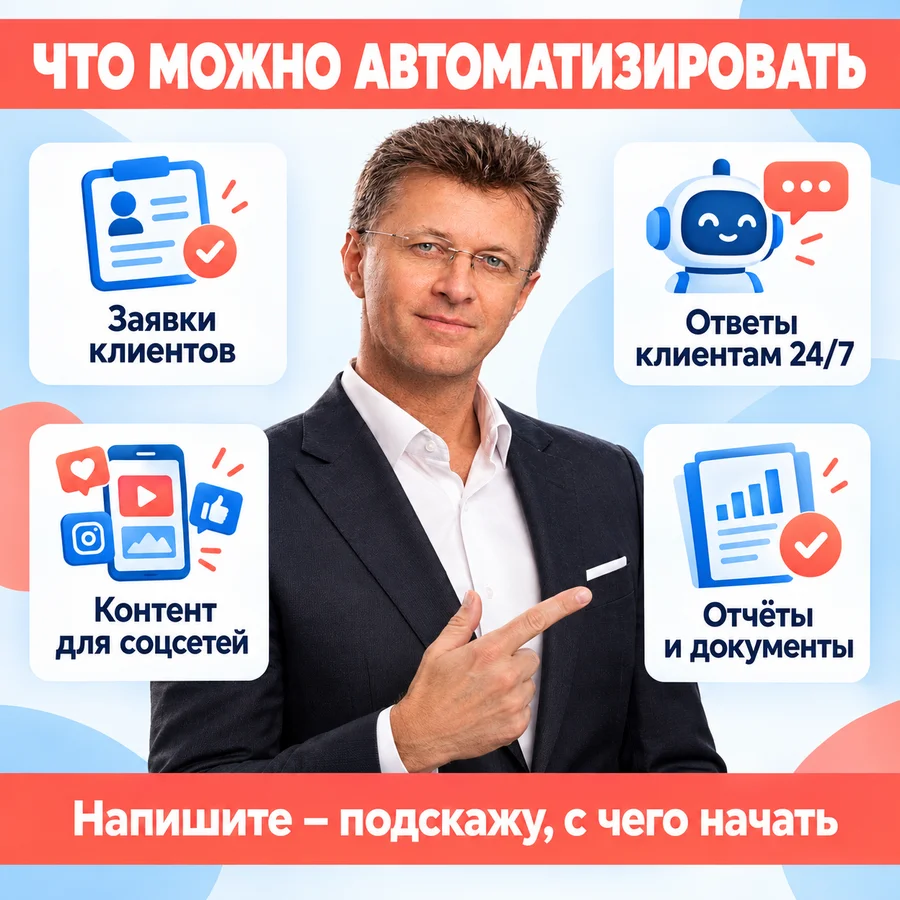 ЧТО МОЖНО АВТОМАТИЗИРОВАТЬ
Заявки
клиентов
Ответы
клиентам 24/7
Контент
для соцсетей
Отчёты
и документы
Напишите – подскажу, с чего начать